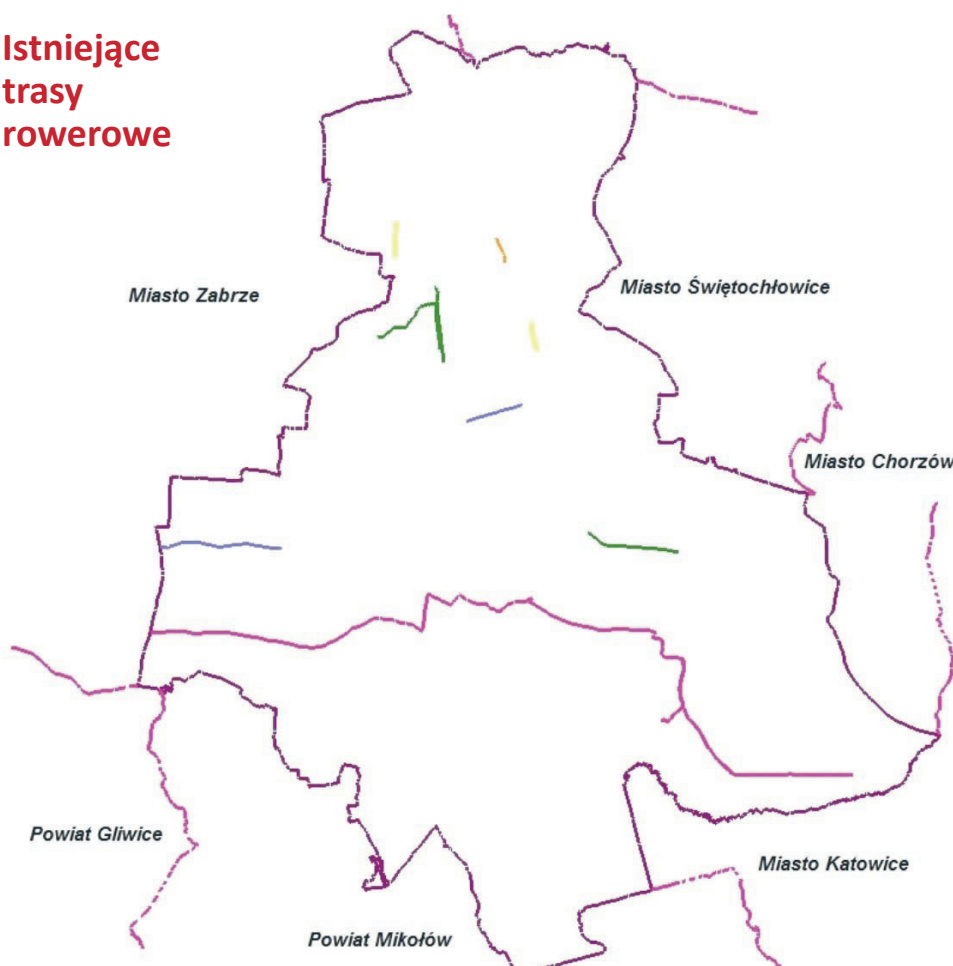 Istniejące
trasy
rowerowe
Miasto Zabrze
Miasto Świętochłowice
Miasto Chorzów
Powiat Gliwice
Miasto Katowice
Powiat Mikołów